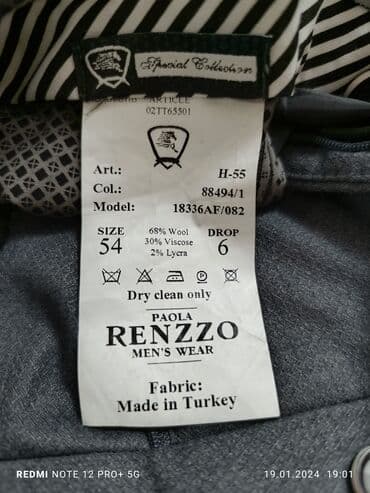 Special Collection
ARTICLE
02TT65501
Art.: H-55
Col.: 88494/1
Model: 18336AF/082
SIZE 68% Wool DROP
54 30% Viscose 6
2% Lycra
Dry clean only
PAOLA
RENZZO
MEN'S WEAR
Fabric:
Made in Turkey
REDMI NOTE 12 PRO+ 5G 19.01.2024 19:01